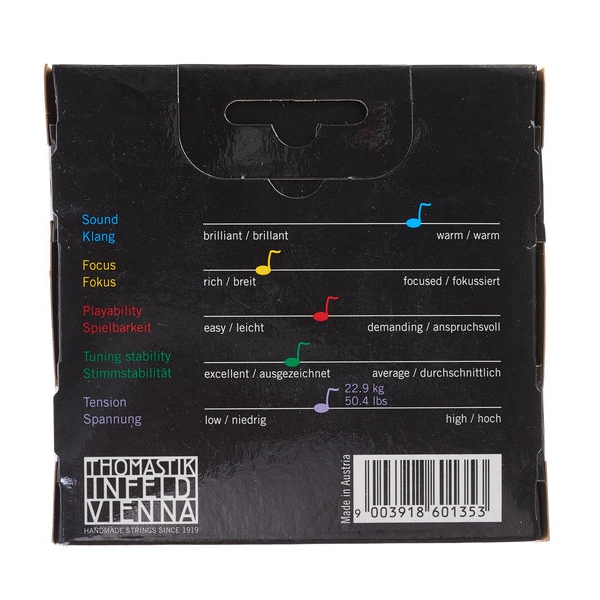 Sound
Klang
brilliant / brillant
warm / warm
Focus
Fokus
rich / breit
focused / fokussiert
Playability
Spielbarkeit
easy / leicht
demanding / anspruchsvoll
Tuning stability
Stimmstabilität
excellent / ausgezeichnet
average / durchschnittlich
Tension
Spannung
22.9 kg
50.4 lbs
low / niedrig
high / hoch
THOMASTIK
INFELD
VIENNA
HANDMADE STRINGS SINCE 1919
Made in Austria
9 003918 601353